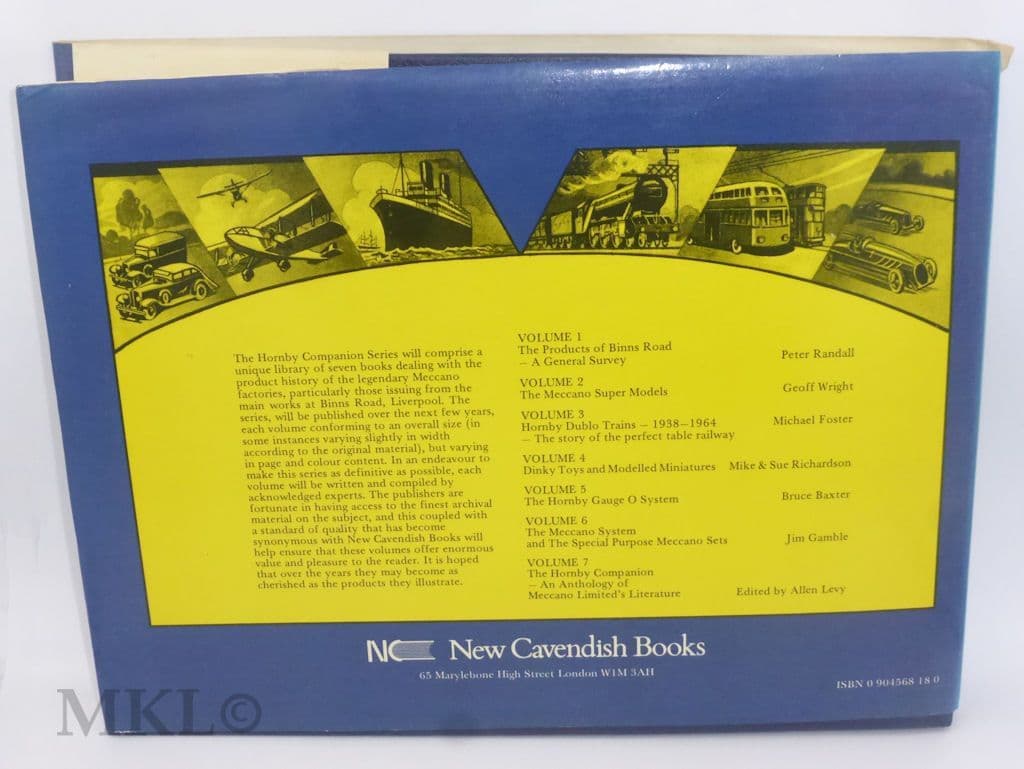 The Hornby Companion Series will comprise a
unique library of seven books dealing with the
product history of the legendary Meccano
factories, particularly those issuing from the
main works at Binns Road, Liverpool. The
series, will be published over the next few years,
each volume conforming to an overall size (in
some instances varying slightly in width
according to the original material), but varying
in page and colour content. In an endeavour to
make this series as definitive as possible, each
volume will be written and compiled by
acknowledged experts. The publishers are
fortunate in having access to the finest archival
material on the subject, and this coupled with
a standard of quality that has become
synonymous with New Cavendish Books will
help ensure that these volumes offer enormous
value and pleasure to the reader. It is hoped
that over the years they may become as
cherished as the products they illustrate.
VOLUME 1
The Products of Binns Road
– A General Survey
Peter Randall
VOLUME 2
The Meccano Super Models
Geoff Wright
VOLUME 3
Hornby Dublo Trains – 1938–1964
– The story of the perfect table railway
Michael Foster
VOLUME 4
Dinky Toys and Modelled Miniatures
Mike & Sue Richardson
VOLUME 5
The Hornby Gauge O System
Bruce Baxter
VOLUME 6
The Meccano System
and The Special Purpose Meccano Sets
Jim Gamble
VOLUME 7
The Hornby Companion
– An Anthology of
Meccano Limited's Literature
Edited by Allen Levy
NC New Cavendish Books
65 Marylebone High Street London W1M 3AH
ISBN 0 904568 18 0
MKL©